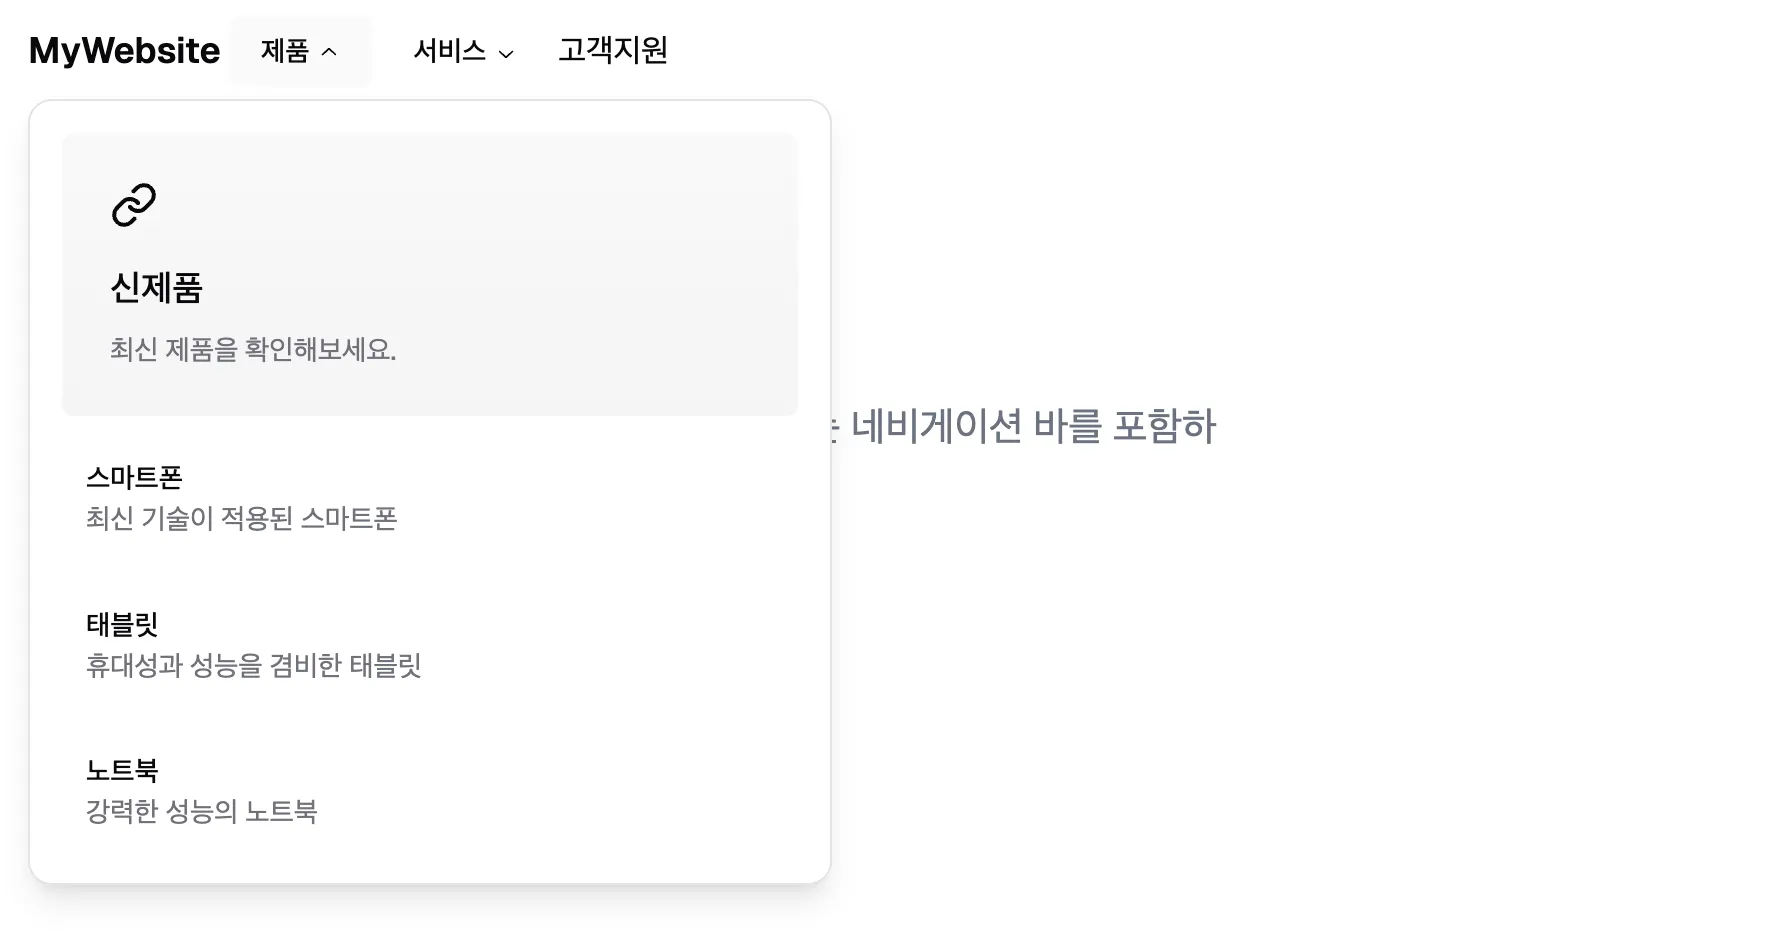 MyWebsite 제품 서비스 고객지원
신제품
최신 제품을 확인해보세요.
네비게이션 바를 포함하
스마트폰
최신 기술이 적용된 스마트폰
태블릿
휴대성과 성능을 겸비한 태블릿
노트북
강력한 성능의 노트북